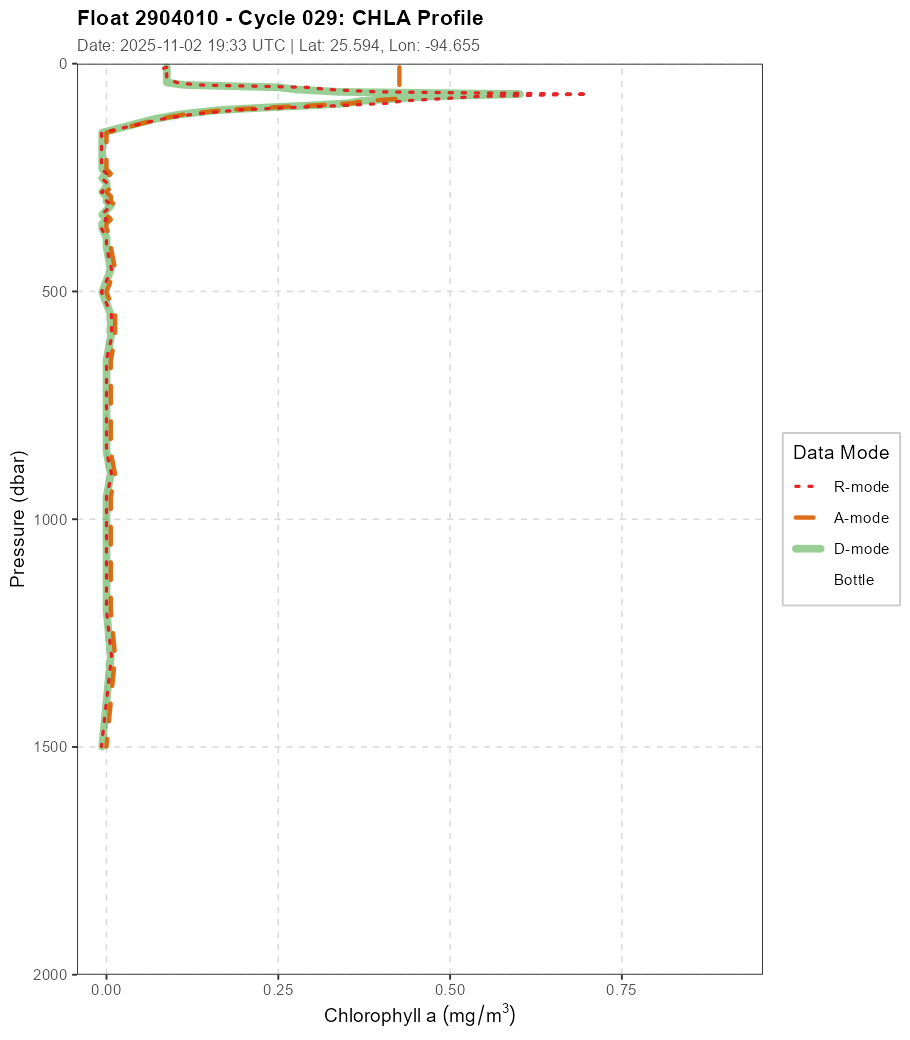 Float 2904010 - Cycle 029: CHLA Profile
Date: 2025-11-02 19:33 UTC | Lat: 25.594, Lon: -94.655
0
500
1000
1500
2000
Pressure (dbar)
0.00
0.25
0.50
0.75
Chlorophyll a (mg/m³)
Data Mode
R-mode
A-mode
D-mode
Bottle